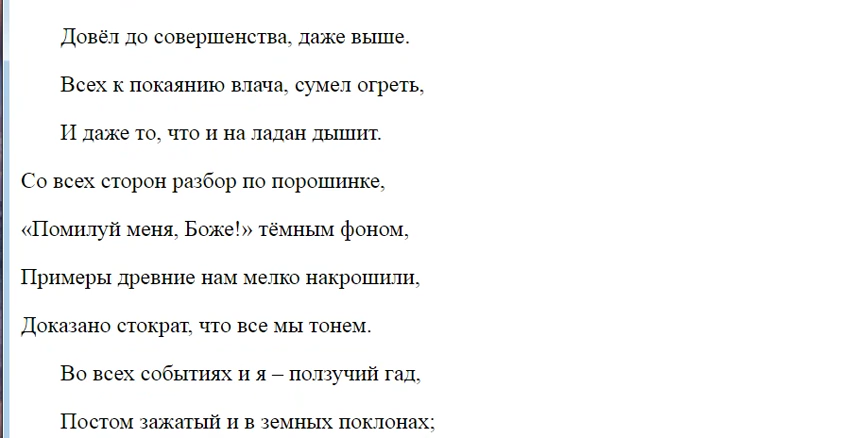 Довёл до совершенства, даже выше.
Всех к покаянию влача, сумел огреть,
И даже то, что и на ладан дышит.
Со всех сторон разбор по порошинке,
«Помилуй меня, Боже!» тёмным фоном,
Примеры древние нам мелко накрошили,
Доказано стократ, что все мы тонем.
Во всех событиях и я – ползучий гад,
Постом зажатый и в земных поклонах;